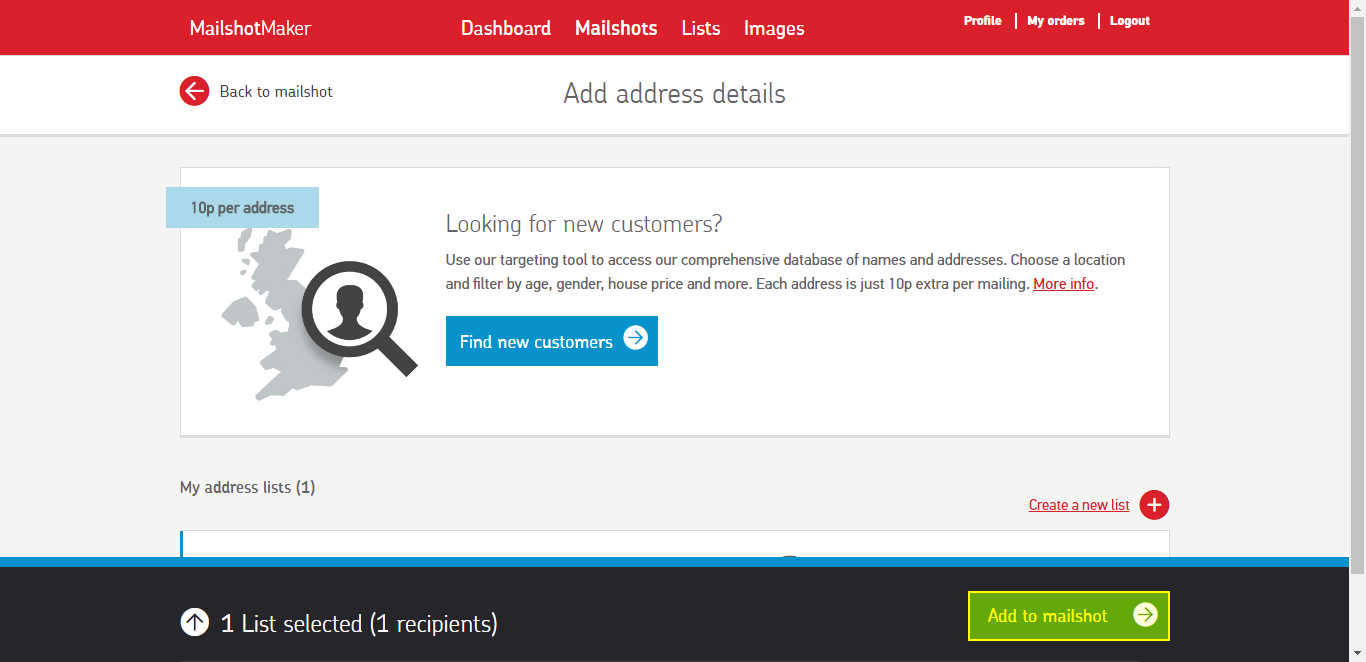 MailshotMaker
Dashboard
Mailshots
Lists
Images
Profile
My orders
Logout
Back to mailshot
Add address details
10p per address
Looking for new customers?
Use our targeting tool to access our comprehensive database of names and addresses. Choose a location
and filter by age, gender, house price and more. Each address is just 10p extra per mailing. More info.
Find new customers
My address lists (1)
Create a new list
1 List selected (1 recipients)
Add to mailshot